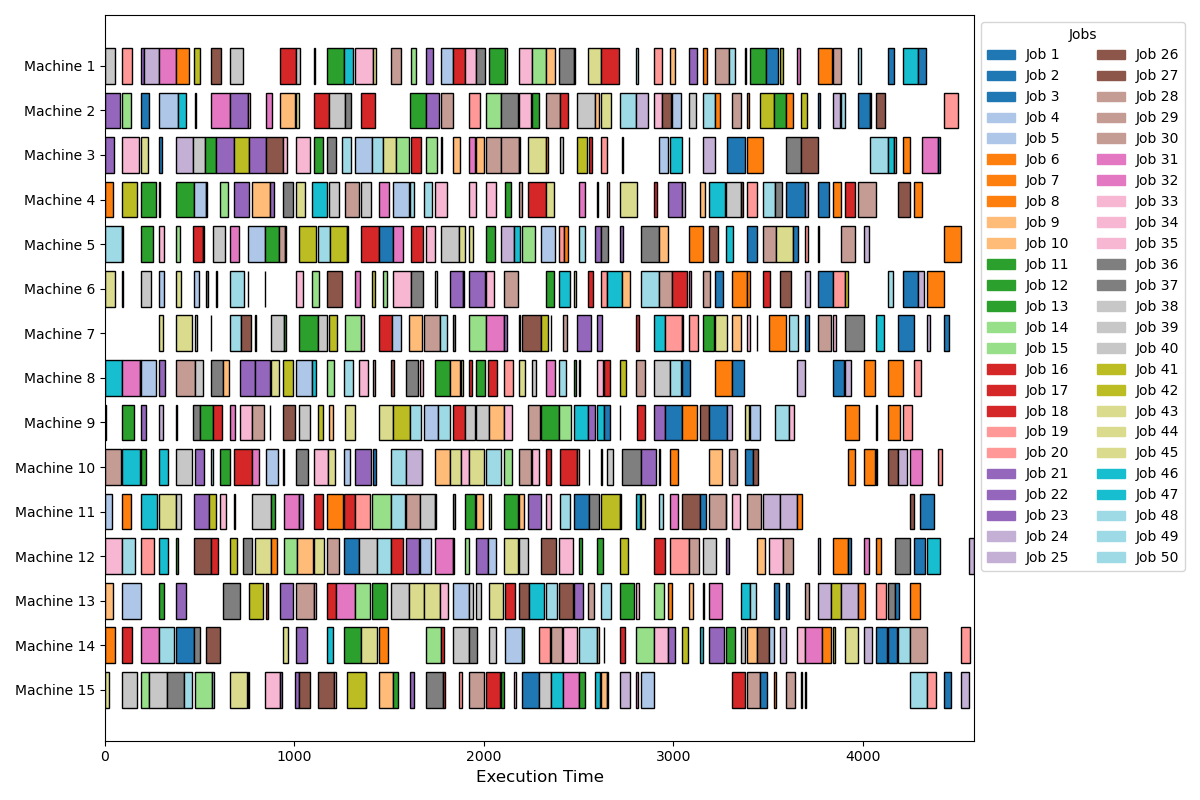 Machine 1
Machine 2
Machine 3
Machine 4
Machine 5
Machine 6
Machine 7
Machine 8
Machine 9
Machine 10
Machine 11
Machine 12
Machine 13
Machine 14
Machine 15
0 1000 2000 3000 4000
Execution Time
Jobs
Job 1
Job 2
Job 3
Job 4
Job 5
Job 6
Job 7
Job 8
Job 9
Job 10
Job 11
Job 12
Job 13
Job 14
Job 15
Job 16
Job 17
Job 18
Job 19
Job 20
Job 21
Job 22
Job 23
Job 24
Job 25
Job 26
Job 27
Job 28
Job 29
Job 30
Job 31
Job 32
Job 33
Job 34
Job 35
Job 36
Job 37
Job 38
Job 39
Job 40
Job 41
Job 42
Job 43
Job 44
Job 45
Job 46
Job 47
Job 48
Job 49
Job 50